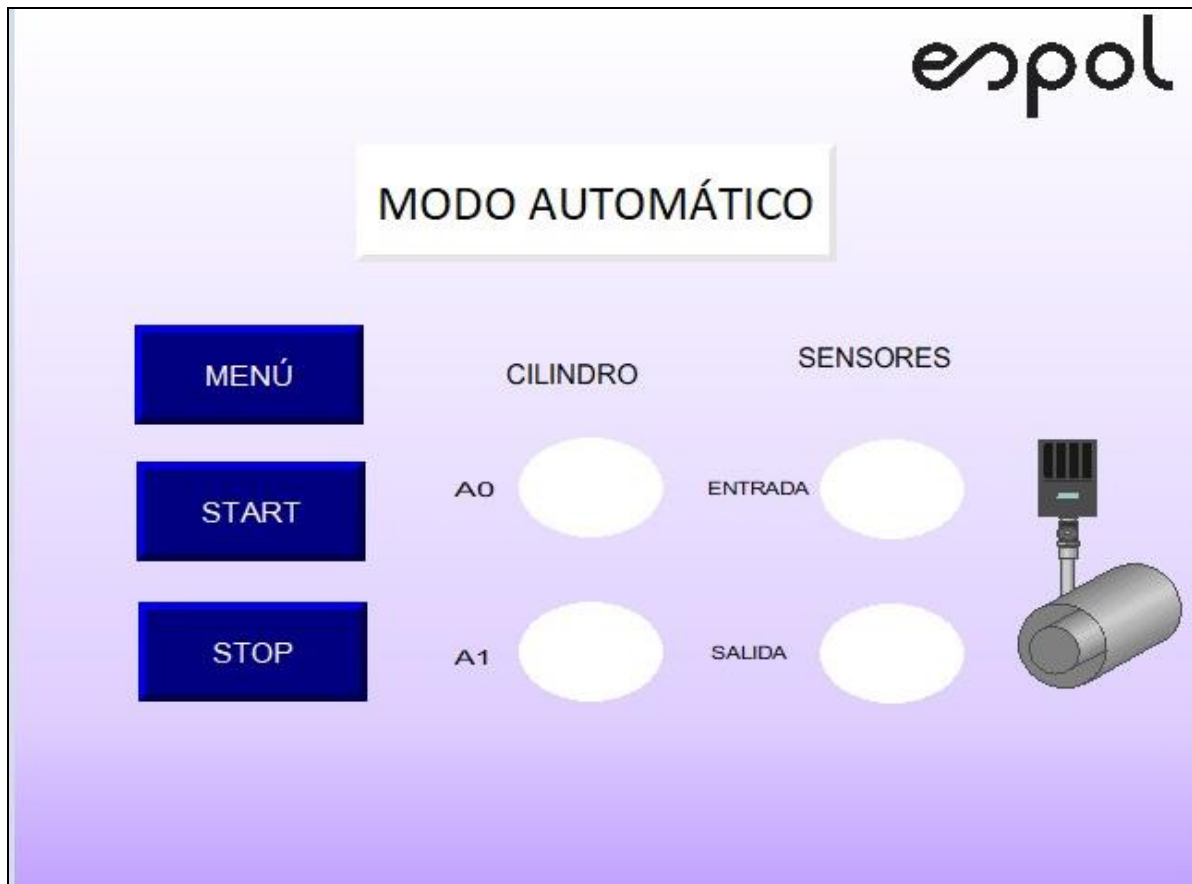 espol
MODO AUTOMÁTICO
MENÚ
CILINDRO
SENSORES
START
A0
ENTRADA
STOP
A1
SALIDA